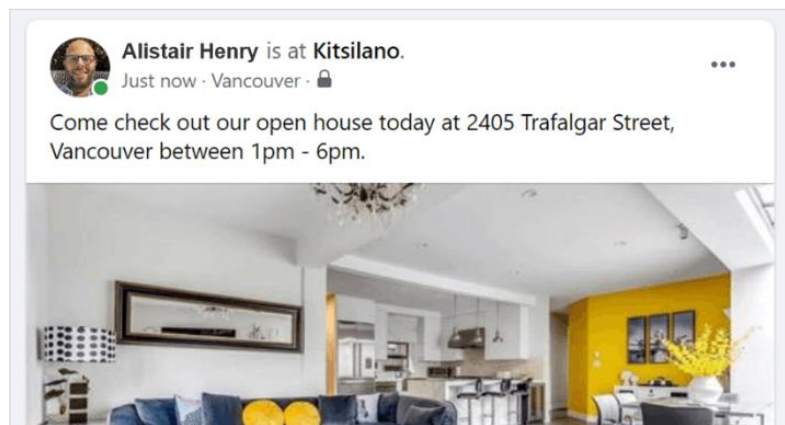 Alistair Henry is at Kitsilano.
Just now · Vancouver ·
Come check out our open house today at 2405 Trafalgar Street,
Vancouver between 1pm - 6pm.